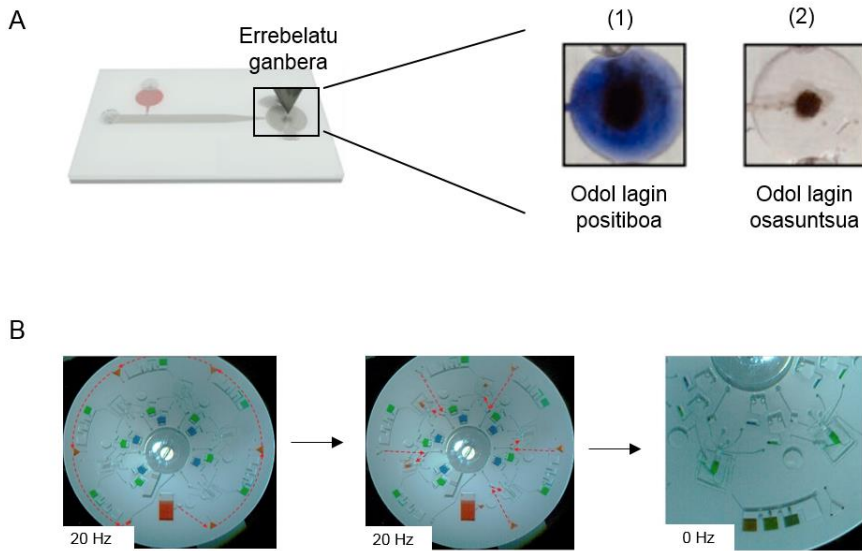 A
Errebelatu
ganbera
(1)
(2)
Odol lagin
positiboa
Odol lagin
osasuntsua
B
20 Hz
20 Hz
0 Hz